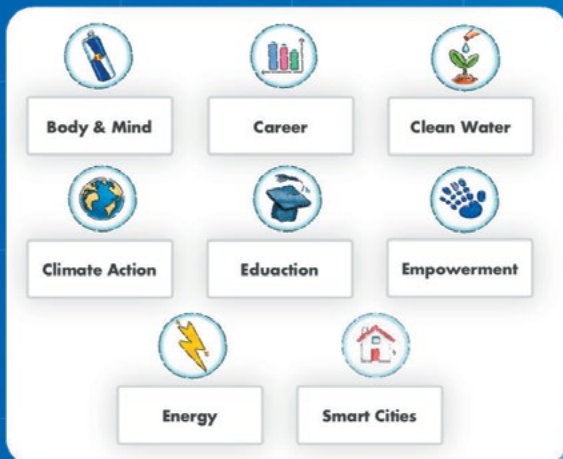 Body & Mind
Career
Clean Water
Climate Action
Eduaction
Empowerment
Energy
Smart Cities